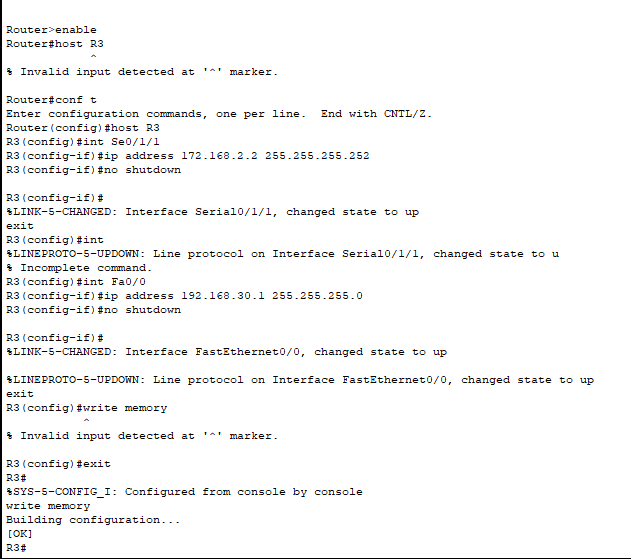 Router>enable
Router#host R3
^
% Invalid input detected at '^' marker.
Router#conf t
Enter configuration commands, one per line.  End with CNTL/Z.
Router(config)#host R3
R3(config)#int Se0/1/1
R3(config-if)#ip address 172.168.2.2 255.255.255.252
R3(config-if)#no shutdown
R3(config-if)#
%LINK-5-CHANGED: Interface Serial0/1/1, changed state to up
exit
R3(config)#int
%LINEPROTO-5-UPDOWN: Line protocol on Interface Serial0/1/1, changed state to u
% Incomplete command.
R3(config)#int Fa0/0
R3(config-if)#ip address 192.168.30.1 255.255.255.0
R3(config-if)#no shutdown
R3(config-if)#
%LINK-5-CHANGED: Interface FastEthernet0/0, changed state to up
%LINEPROTO-5-UPDOWN: Line protocol on Interface FastEthernet0/0, changed state to up
exit
R3(config)#write memory
^
% Invalid input detected at '^' marker.
R3(config)#exit
R3#
%SYS-5-CONFIG_I: Configured from console by console
write memory
Building configuration...
[OK]
R3#